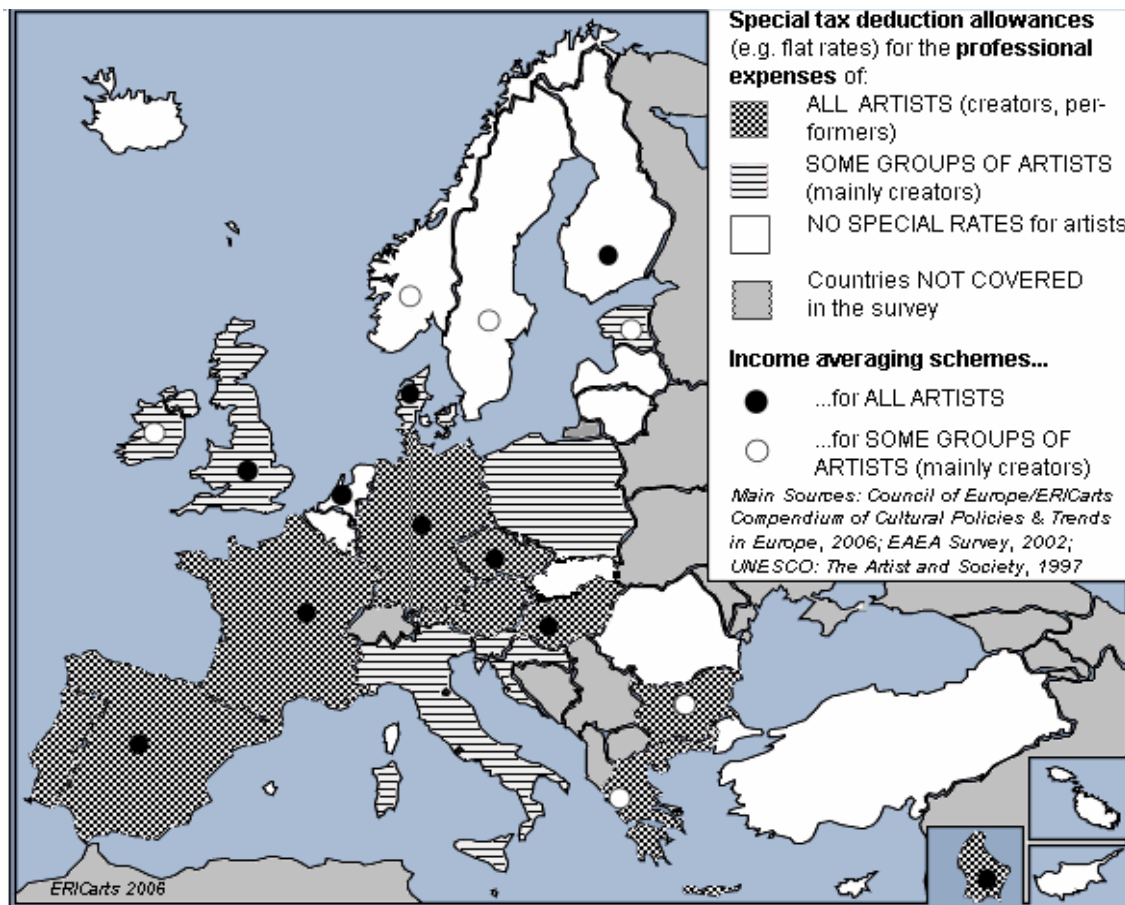 Special tax deduction allowances
(e.g. flat rates) for the professional
expenses of:
ALL ARTISTS (creators, per-
formers)
SOME GROUPS OF ARTISTS
(mainly creators)
NO SPECIAL RATES for artists
Countries NOT COVERED
in the survey
Income averaging schemes...
...for ALL ARTISTS
...for SOME GROUPS OF
ARTISTS (mainly creators)
Main Sources: Council of Europe/ERICarts
Compendium of Cultural Policies & Trends
in Europe, 2006; EAEA Survey, 2002;
UNESCO: The Artist and Society, 1997
ERICarts 2006